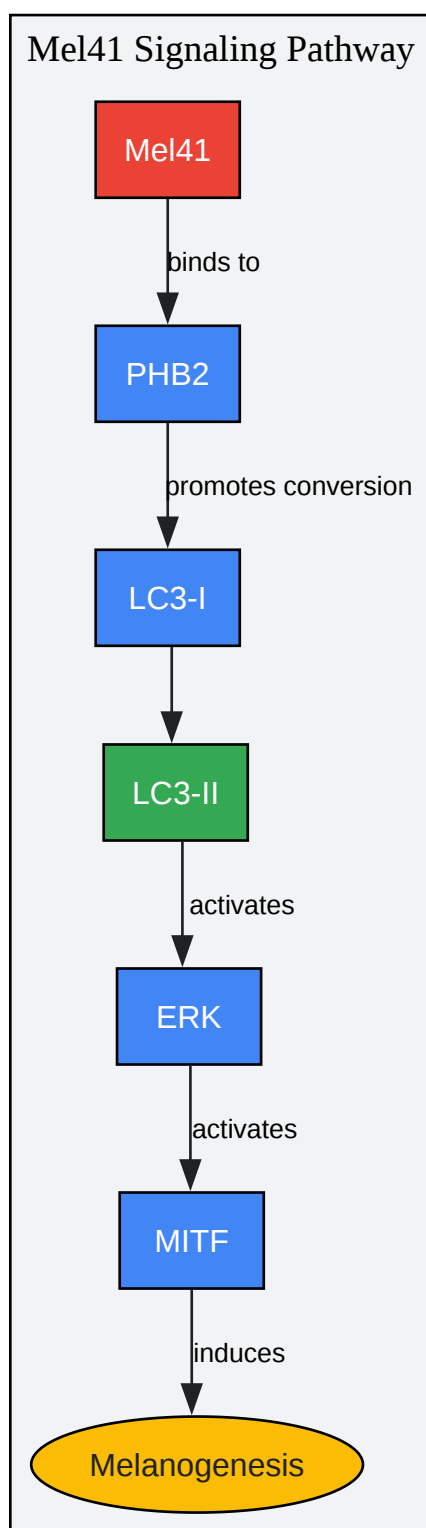 Mel41 Signaling Pathway
Mel41
binds to
PHB2
promotes conversion
LC3-I
LC3-II
activates
ERK
activates
MITF
induces
Melanogenesis